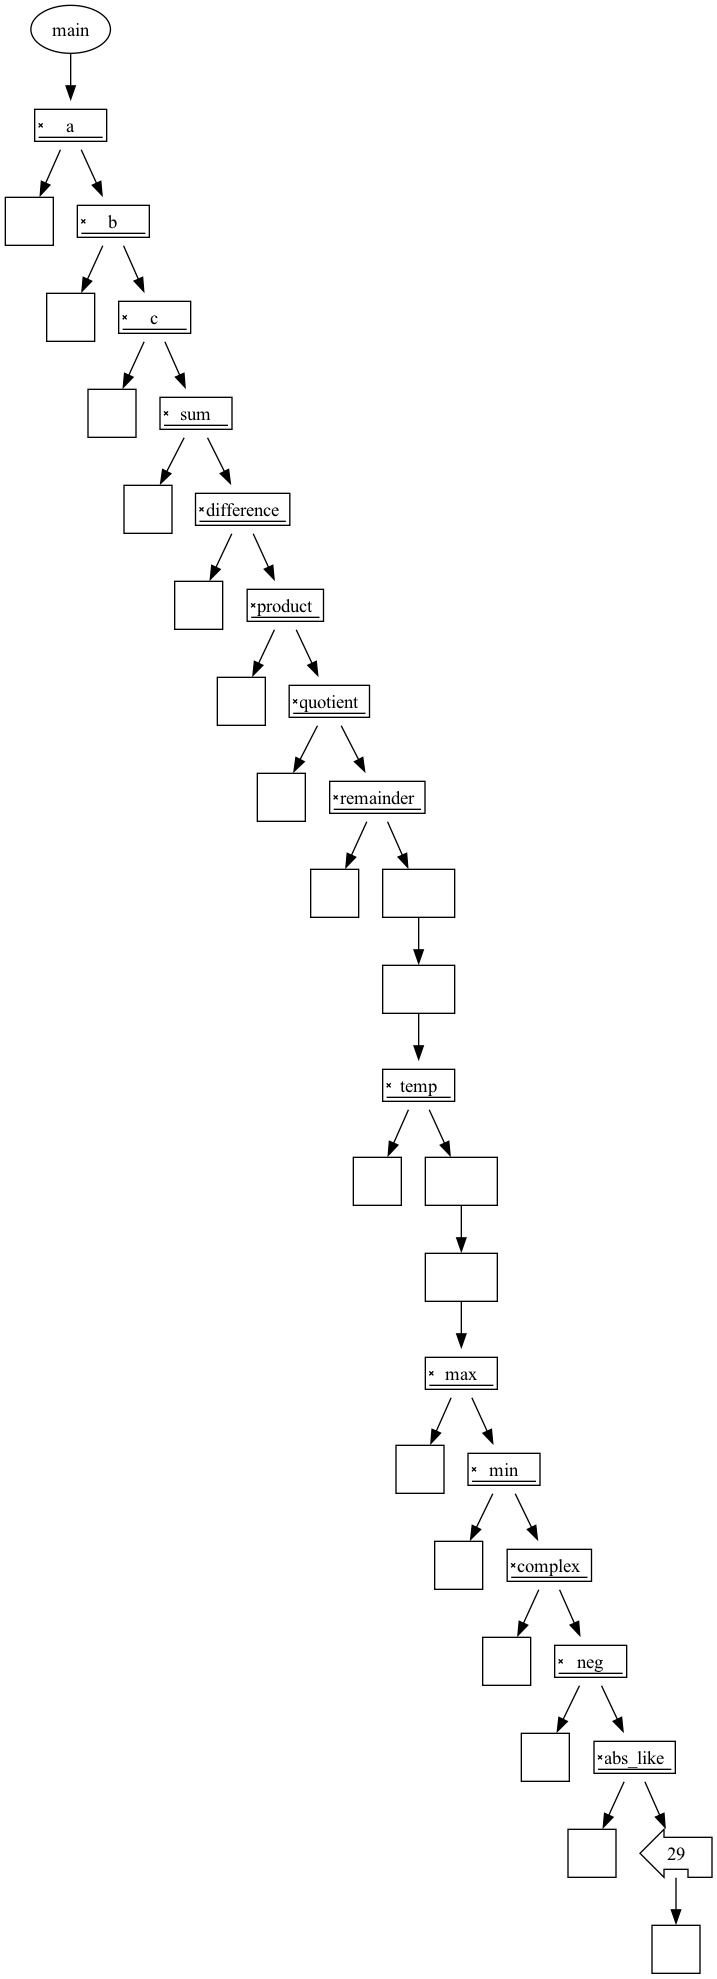 main
a
b
c
sum
difference
product
quotient
remainder
temp
max
min
complex
neg
abs_like
29